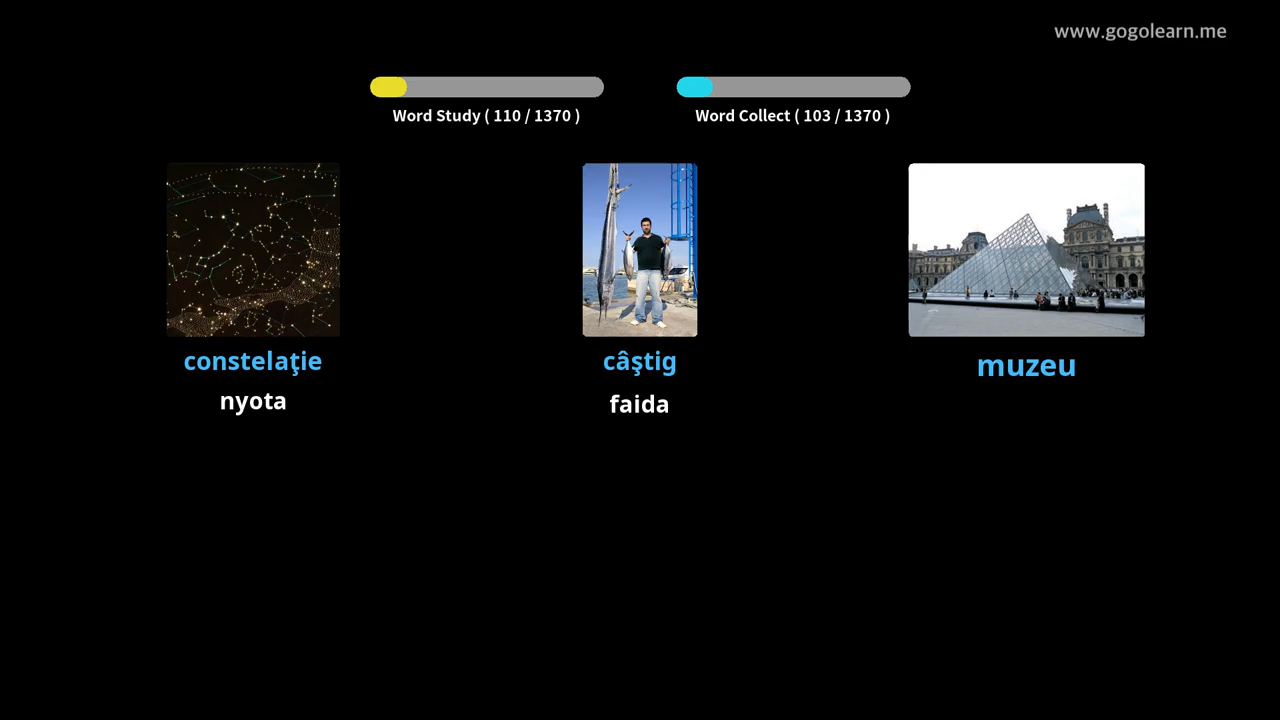 www.gogolearn.me
Word Study ( 110 / 1370 )
Word Collect ( 103 / 1370 )
constelaţie
nyota
câştig
faida
muzeu